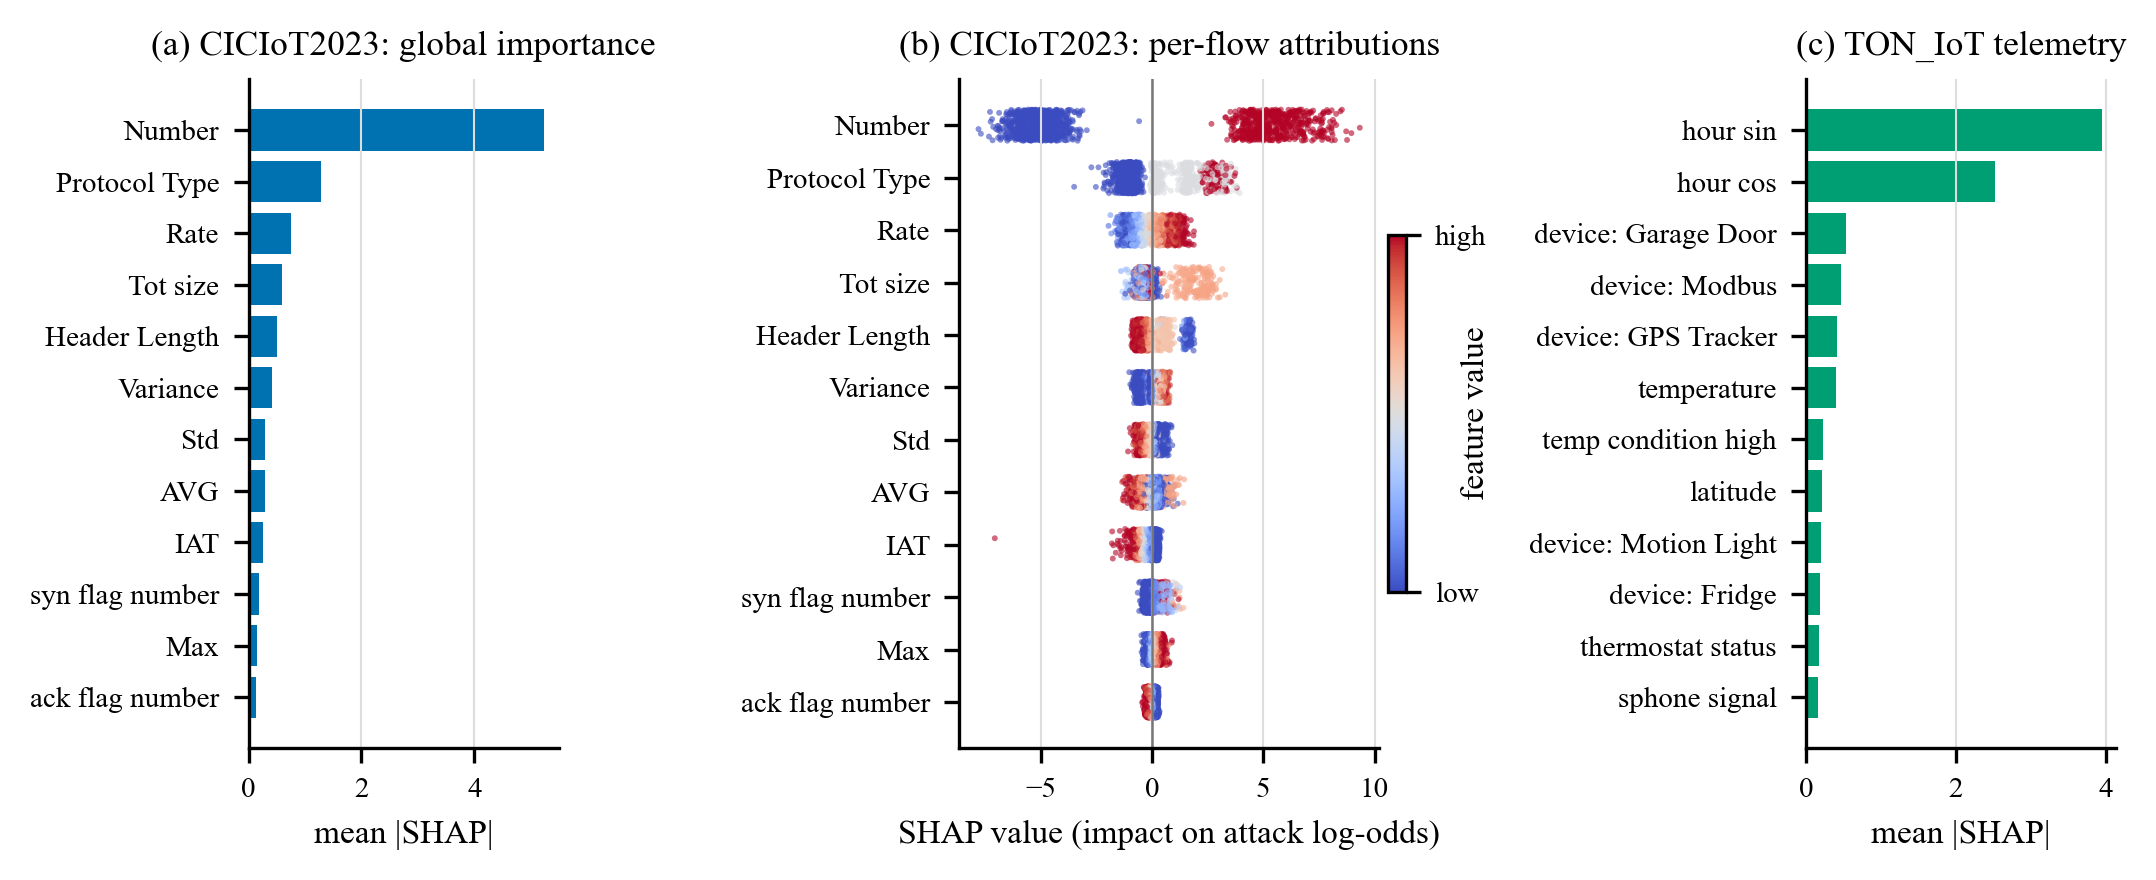 (a) CICIoT2023: global importance
Number
Protocol Type
Rate
Tot size
Header Length
Variance
Std
AVG
IAT
syn flag number
Max
ack flag number
0 2 4
mean |SHAP|
(b) CICIoT2023: per-flow attributions
Number
Protocol Type
Rate
Tot size
Header Length
Variance
Std
AVG
IAT
syn flag number
Max
ack flag number
−5 0 5 10
SHAP value (impact on attack log-odds)
high
feature value
low
(c) TON_IoT telemetry
hour sin
hour cos
device: Garage Door
device: Modbus
device: GPS Tracker
temperature
temp condition high
latitude
device: Motion Light
device: Fridge
thermostat status
sphone signal
0 2 4
mean |SHAP|